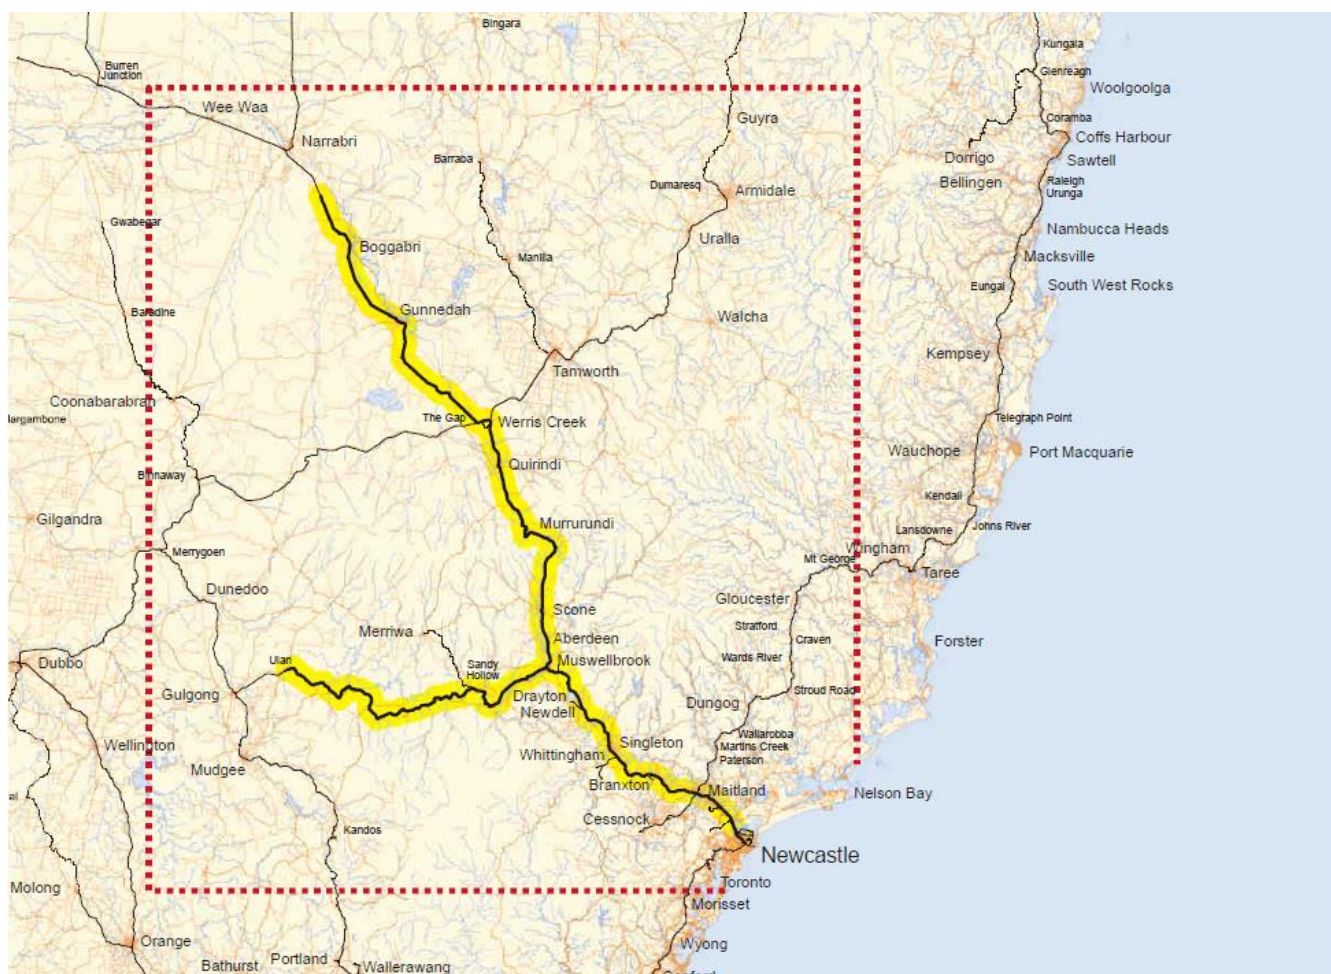 Bingara
Kungala
Burren
Junction
Glenreagh
Woolgoolga
Wee Waa
Guyra
Coramba
Coffs Harbour
Narrabri
Barraba
Dorrigo
Sawtell
Dumaresq
Armidale
Bellingen
Raleigh
Urunga
Gwabegar
Nambucca Heads
Uralla
Boggabri
Manilla
Macksville
Eungai
South West Rocks
Baradine
Gunnedah
Walcha
Kempsey
Tamworth
Coonabarabran
The Gap
Werris Creek
Telegraph Point
Wauchope
Port Macquarie
Quirindi
Binnaway
Kendall
Gilgandra
Murrurundi
Lansdowne
Johns River
Merrygoen
Wingham
Mt George
Taree
Dunedoo
Gloucester
Scone
Stratford
Merriwa
Aberdeen
Craven
Forster
Dubbo
Ulan
Sandy
Hollow
Muswellbrook
Wards River
Gulgong
Drayton
Newdell
Stroud Road
Dungog
Wallarobba
Wellington
Singleton
Martins Creek
Whittingham
Paterson
Mudgee
Branxton
Maitland
Nelson Bay
Cessnock
Kandos
Newcastle
Molong
Toronto
Morisset
Orange
Wyong
Bathurst
Portland
Wallerawang